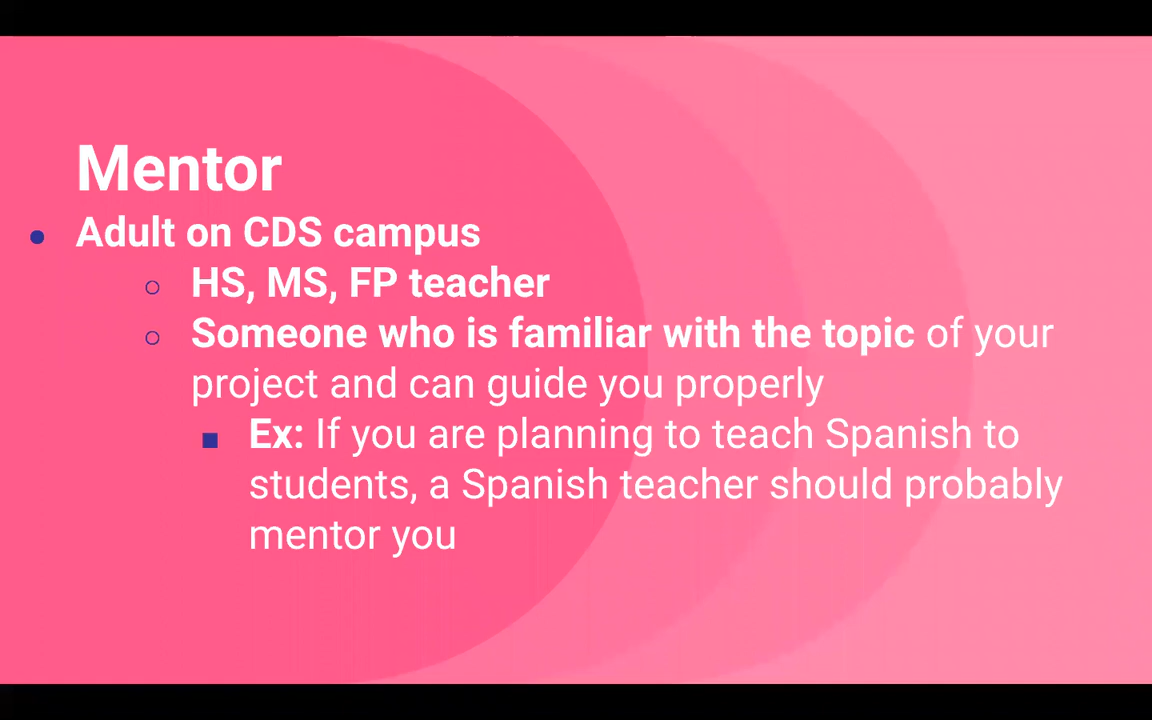 Mentor
Adult on CDS campus
HS, MS, FP teacher
Someone who is familiar with the topic of your
project and can guide you properly
Ex: If you are planning to teach Spanish to
students, a Spanish teacher should probably
mentor you